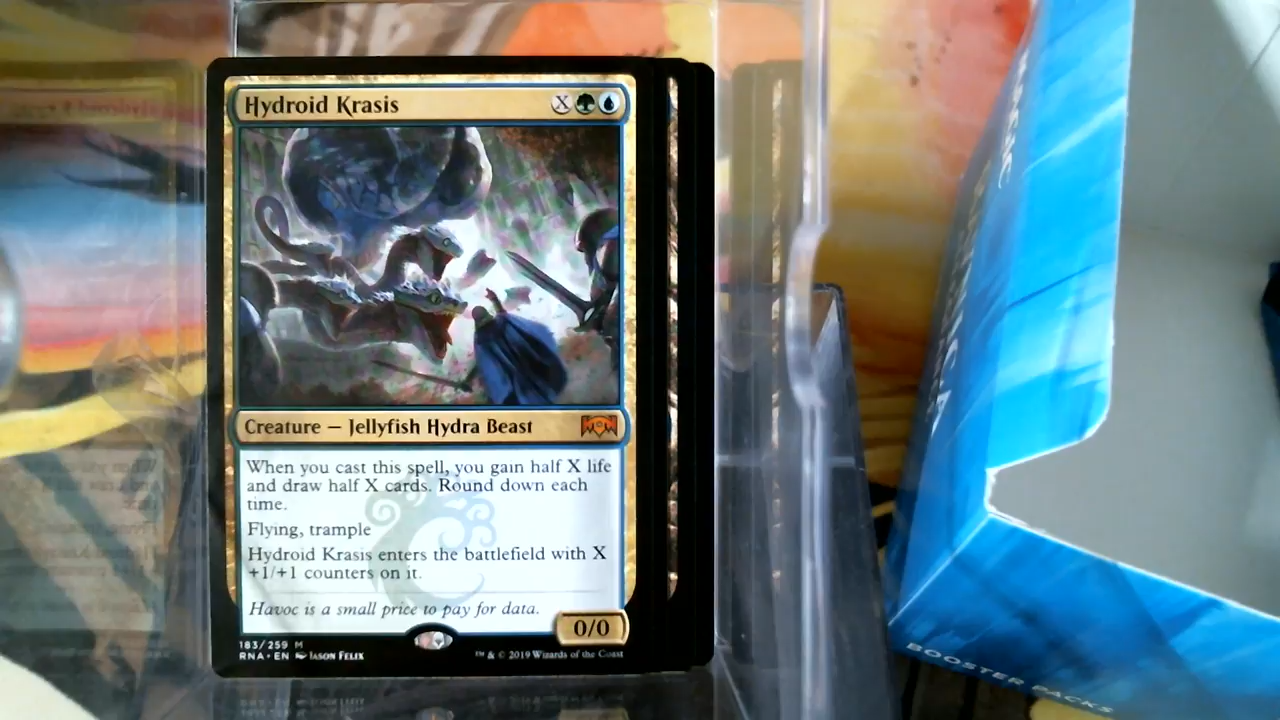 Hydroid Krasis
X
Creature — Jellyfish Hydra Beast
When you cast this spell, you gain half X life
and draw half X cards. Round down each
time.
Flying, trample
Hydroid Krasis enters the battlefield with X
+1/+1 counters on it.
Havoc is a small price to pay for data.
0/0
183/259 M
RNA • EN Jason Felix
™ & © 2019 Wizards of the Coast
BOOSTER PACKS